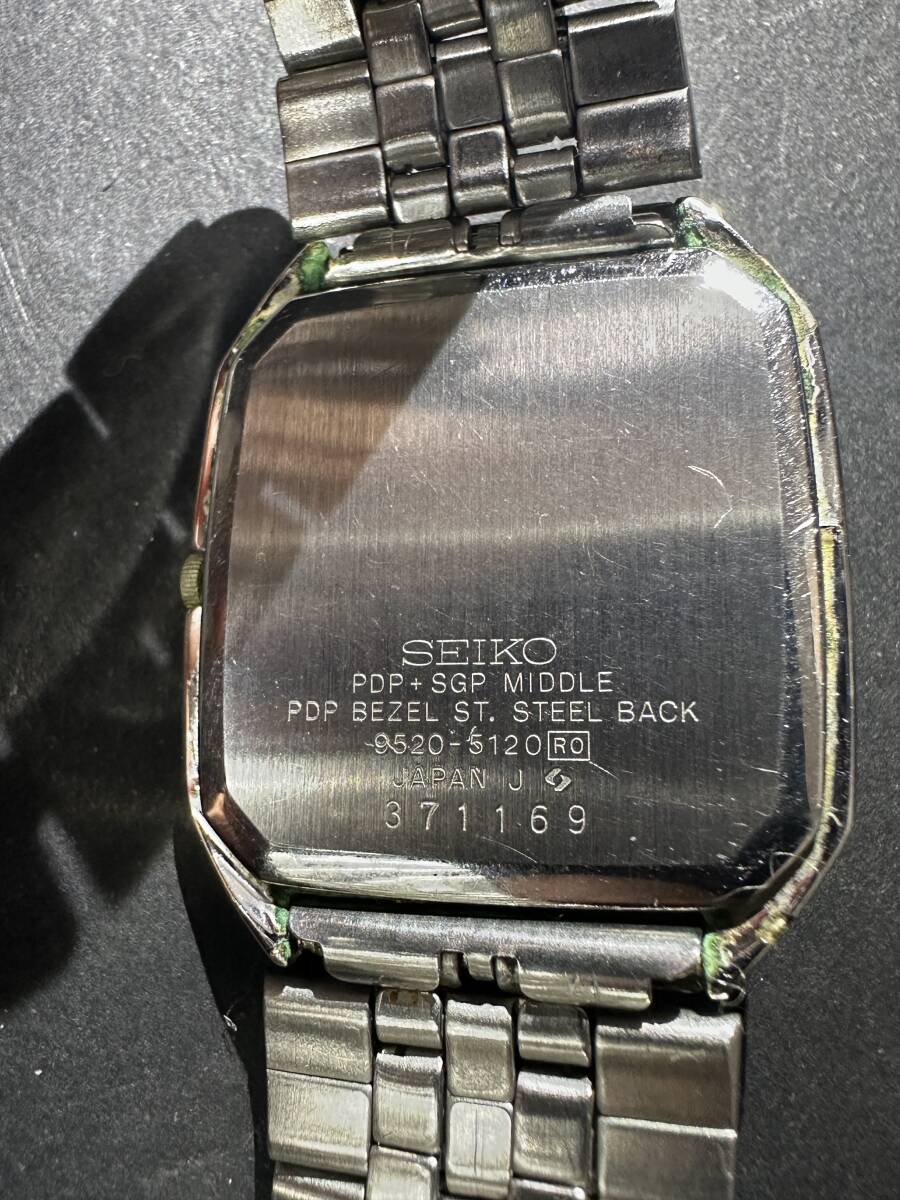 SEIKO
PDP+SGP MIDDLE
PDP BEZEL ST. STEEL BACK
9520-5120 RO
JAPAN J
371169